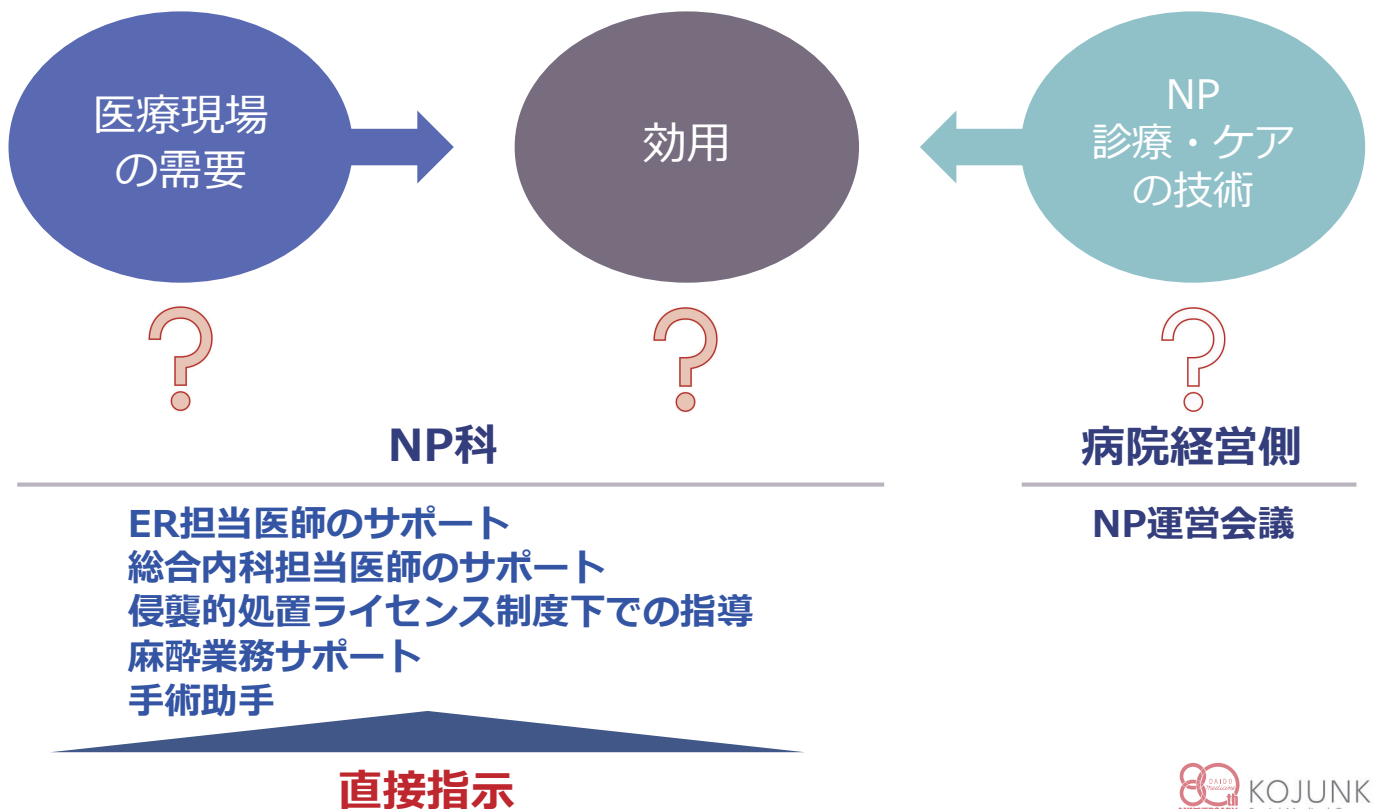 医療現場
の需要
効用
NP
診療・ケア
の技術
?
?
?
NP科
病院経営側
ER担当医師のサポート
総合内科担当医師のサポート
侵襲的処置ライセンス制度下での指導
麻酔業務サポート
手術助手
NP運営会議
直接指示
80th
DAIDO
Medicine
KOJUNK